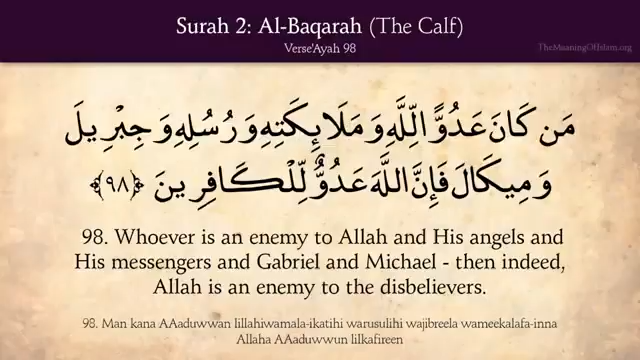 Surah 2: Al-Baqarah (The Calf)
Verse'Ayah 98
TheMeaningOfIslam.org
مَن كَانَ عَدُوًّا لِّلَّهِ وَمَلَائِكَتِهِ وَرُسُلِهِ وَجِبْرِيلَ
وَمِيكَالَ فَإِنَّ اللَّهَ عَدُوٌّ لِّلْكَافِرِينَ ﴿٩٨﴾
98. Whoever is an enemy to Allah and His angels and
His messengers and Gabriel and Michael - then indeed,
Allah is an enemy to the disbelievers.
98. Man kana AAaduwwan lillahiwamala-ikatihi warusulihi wajibreela wameekalafa-inna
Allaha AAaduwwun lilkafireen